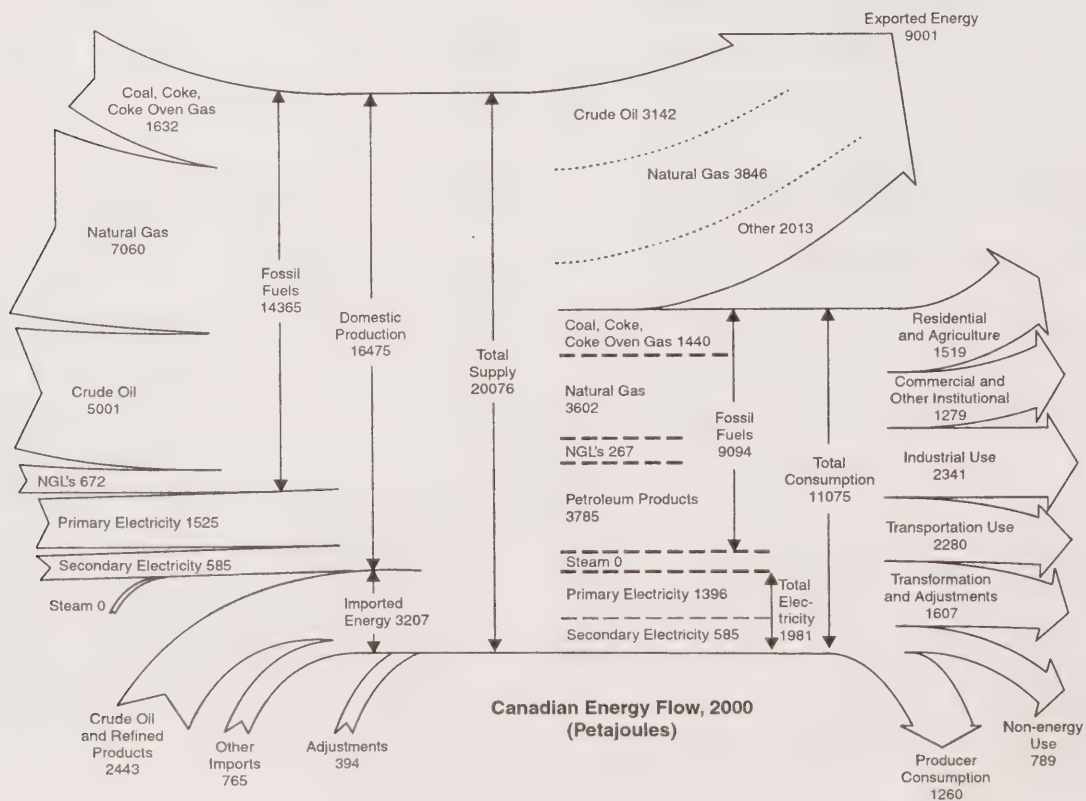 Exported Energy
9001
Coal, Coke,
Coke Oven Gas
1632
Crude Oil 3142
Natural Gas 3846
Natural Gas
7060
Other 2013
Fossil
Fuels
14365
Domestic
Production
16475
Total
Supply
20076
Coal, Coke,
Coke Oven Gas 1440
Residential
and Agriculture
1519
Crude Oil
5001
Natural Gas
3602
Commercial and
Other Institutional
1279
Fossil
Fuels
9094
NGL's 267
Total
Consumption
11075
Industrial Use
2341
NGL's 672
Petroleum Products
3785
Primary Electricity 1525
Transportation Use
2280
Secondary Electricity 585
Steam 0
Steam 0
Imported
Energy 3207
Primary Electricity 1396
Total
Elec-
tricity
1981
Transformation
and Adjustments
1607
Secondary Electricity 585
Canadian Energy Flow, 2000
(Petajoules)
Crude Oil
and Refined
Products
2443
Other
Imports
765
Adjustments
394
Non-energy
Use
789
Producer
Consumption
1260